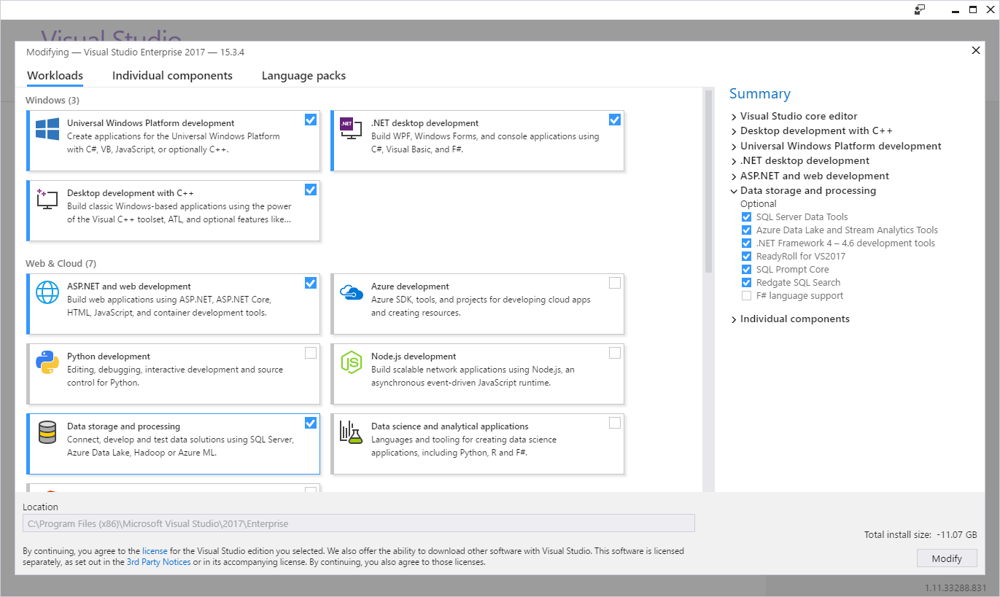 Visual Studio
Modifying — Visual Studio Enterprise 2017 — 15.3.4
Workloads
Individual components
Language packs
Windows (3)
Universal Windows Platform development
Create applications for the Universal Windows Platform
with C#, VB, JavaScript, or optionally C++.
.NET
.NET desktop development
Build WPF, Windows Forms, and console applications using
C#, Visual Basic, and F#.
Desktop development with C++
Build classic Windows-based applications using the power
of the Visual C++ toolset, ATL, and optional features like...
Web & Cloud (7)
ASP.NET and web development
Build web applications using ASP.NET, ASP.NET Core,
HTML, JavaScript, and container development tools.
Azure development
Azure SDK, tools, and projects for developing cloud apps
and creating resources.
Python development
Editing, debugging, interactive development and source
control for Python.
JS
Node.js development
Build scalable network applications using Node.js, an
asynchronous event-driven JavaScript runtime.
Data storage and processing
Connect, develop and test data solutions using SQL Server,
Azure Data Lake, Hadoop or Azure ML.
Data science and analytical applications
Languages and tooling for creating data science
applications, including Python, R and F#.
Summary
Visual Studio core editor
Desktop development with C++
Universal Windows Platform development
.NET desktop development
ASP.NET and web development
Data storage and processing
Optional
SQL Server Data Tools
Azure Data Lake and Stream Analytics Tools
.NET Framework 4 – 4.6 development tools
ReadyRoll for VS2017
SQL Prompt Core
Redgate SQL Search
F# language support
Individual components
Location
C:\Program Files (x86)\Microsoft Visual Studio\2017\Enterprise
By continuing, you agree to the license for the Visual Studio edition you selected. We also offer the ability to download other software with Visual Studio. This software is licensed
separately, as set out in the 3rd Party Notices or in its accompanying license. By continuing, you also agree to those licenses.
Total install size: -11.07 GB
Modify
1.11.33288.831